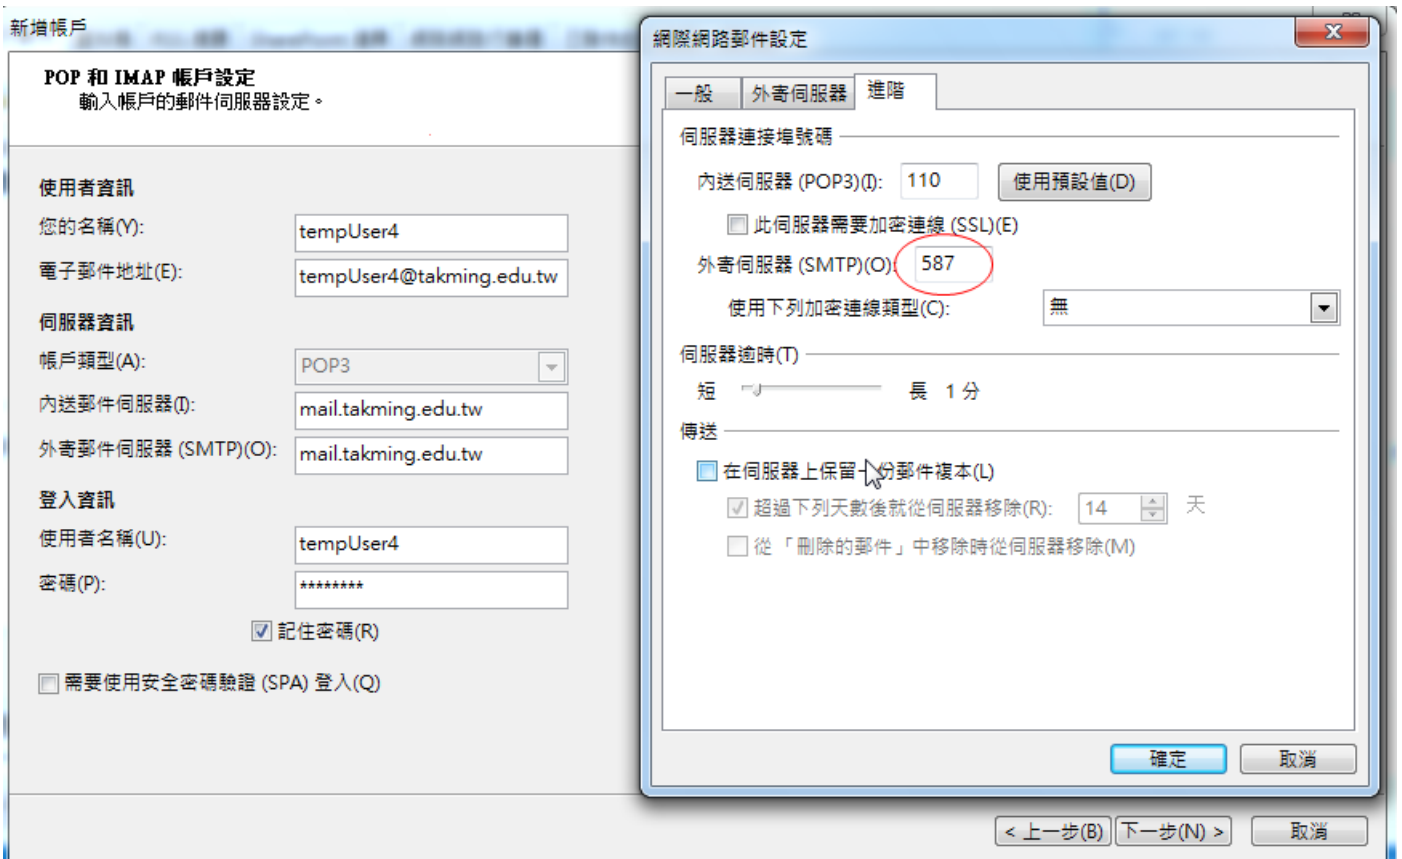 新增帳戶
POP 和 IMAP 帳戶設定
輸入帳戶的郵件伺服器設定。
使用者資訊
您的名稱(Y):
tempUser4
電子郵件地址(E):
tempUser4@takming.edu.tw
伺服器資訊
帳戶類型(A):
POP3
內送郵件伺服器(I):
mail.takming.edu.tw
外寄郵件伺服器 (SMTP)(O):
mail.takming.edu.tw
登入資訊
使用者名稱(U):
tempUser4
密碼(P):
********
記住密碼(R)
需要使用安全密碼驗證 (SPA) 登入(Q)
網際網路郵件設定
一般 外寄伺服器 進階
伺服器連接埠號碼
內送伺服器 (POP3)(I): 110 使用預設值(D)
此伺服器需要加密連線 (SSL)(E)
外寄伺服器 (SMTP)(O): 587
使用下列加密連線類型(C): 無
伺服器逾時(T)
短 長 1 分
傳送
在伺服器上保留一份郵件複本(L)
超過下列天數後就從伺服器移除(R): 14 天
從「刪除的郵件」中移除時從伺服器移除(M)
確定 取消
< 上一步(B) 下一步(N) > 取消